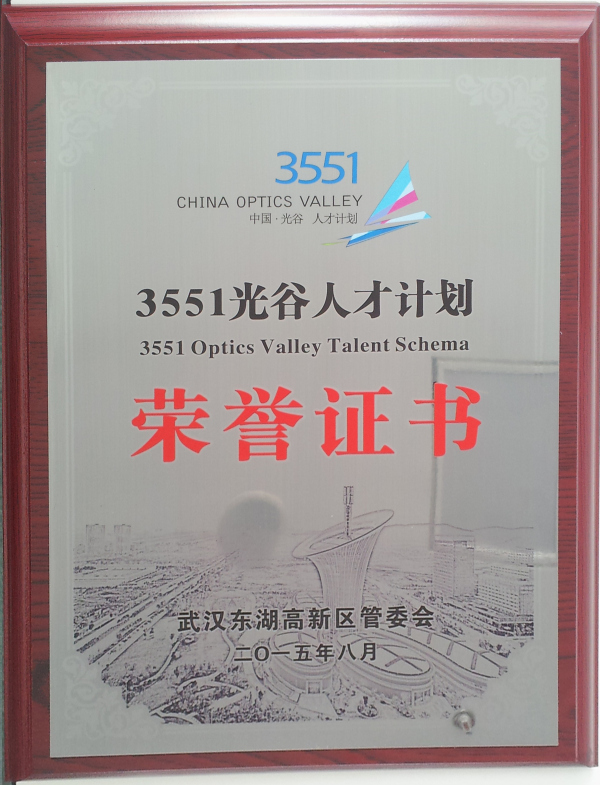 3551
CHINA OPTICS VALLEY
中国·光谷 人才计划
3551光谷人才计划
3551 Optics Valley Talent Schema
荣誉证书
武汉东湖高新区管委会
二〇一五年八月